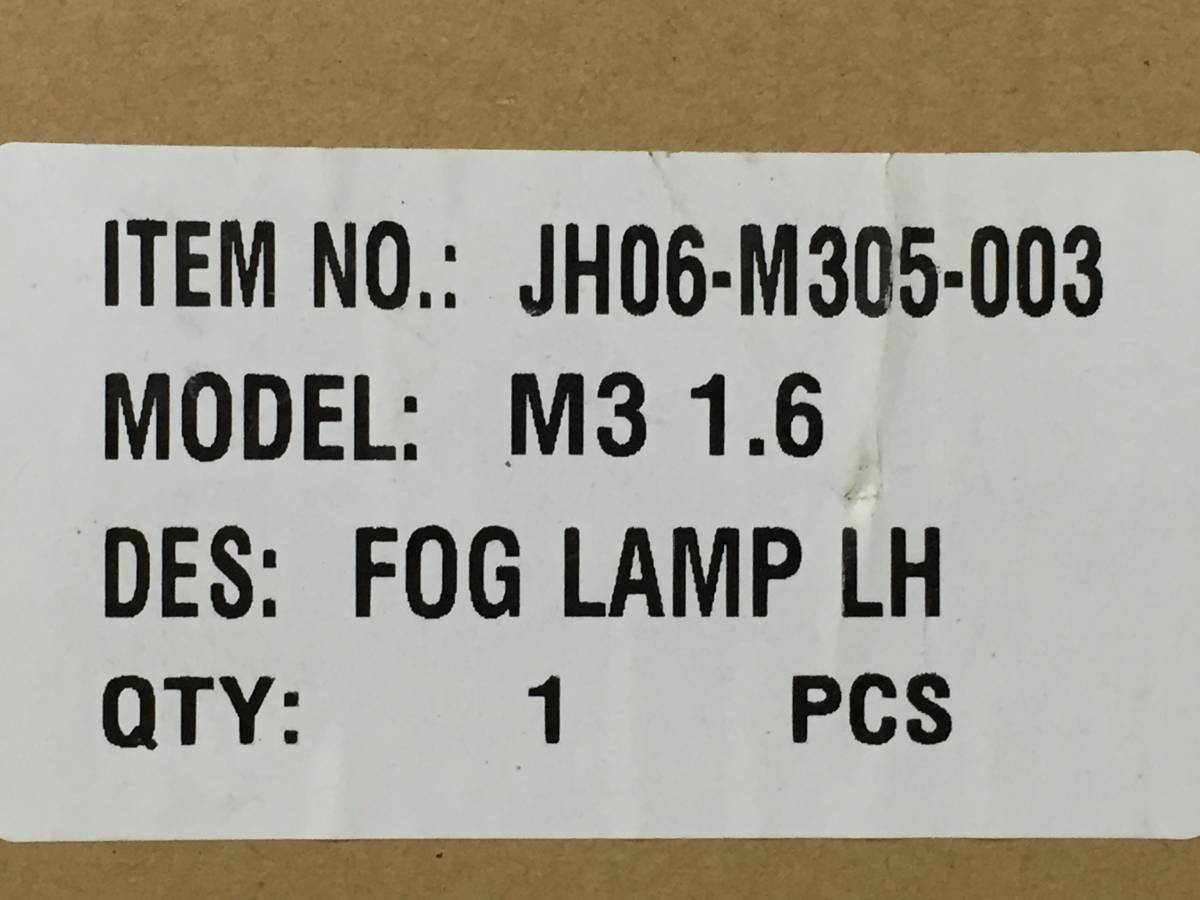 ITEM NO.: JH06-M305-003
MODEL: M3 1.6
DES: FOG LAMP LH
QTY: 1 PCS